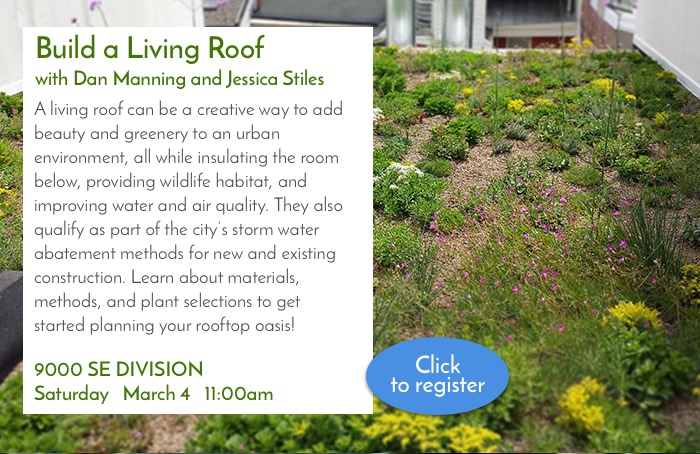 Build a Living Roof
with Dan Manning and Jessica Stiles
A living roof can be a creative way to add
beauty and greenery to an urban
environment, all while insulating the room
below, providing wildlife habitat, and
improving water and air quality. They also
qualify as part of the city's storm water
abatement methods for new and existing
construction. Learn about materials,
methods, and plant selections to get
started planning your rooftop oasis!
9000 SE DIVISION
Saturday March 4 11:00am
Click
to register